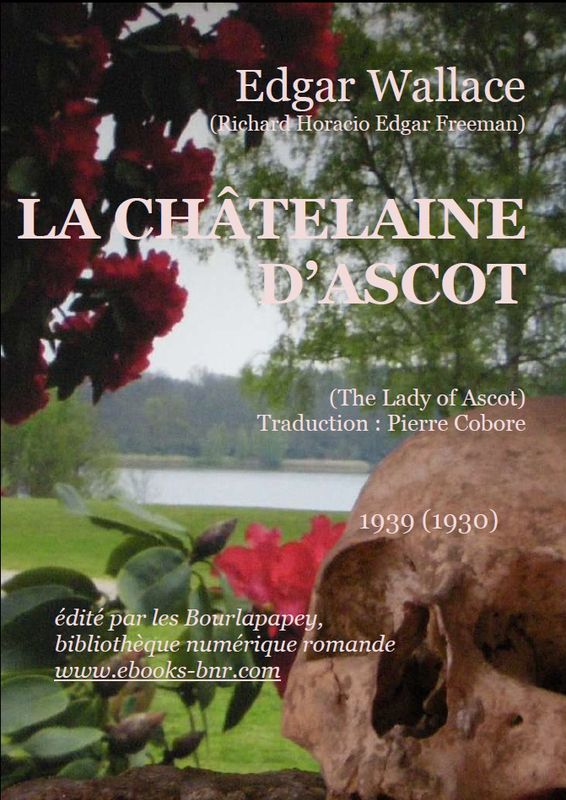 Edgar Wallace
(Richard Horacio Edgar Freeman)
LA CHÂTELAINE
D’ASCOT
(The Lady of Ascot)
Traduction : Pierre Cobore
1939 (1930)
édité par les Bourlapapey,
bibliothèque numérique romande
www.ebooks-bnr.com